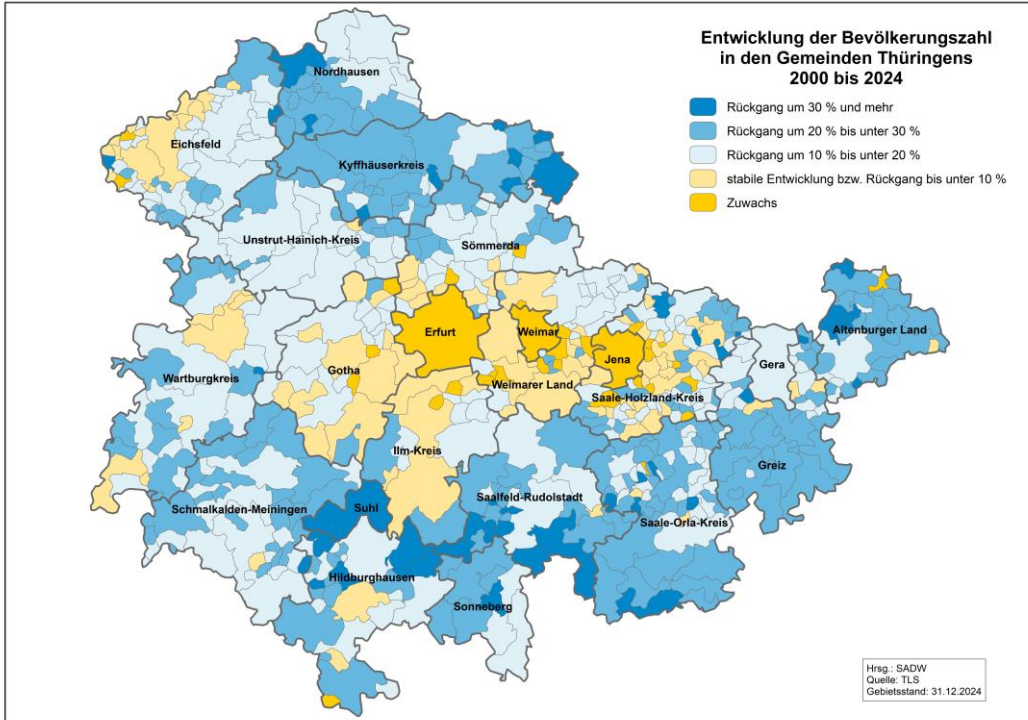 Entwicklung der Bevölkerungszahl
in den Gemeinden Thüringens
2000 bis 2024
Rückgang um 30 % und mehr
Rückgang um 20 % bis unter 30 %
Rückgang um 10 % bis unter 20 %
stabile Entwicklung bzw. Rückgang bis unter 10 %
Zuwachs
Nordhausen
Eichsfeld
Kyffhäuserkreis
Unstrut-Hainich-Kreis
Sömmerda
Erfurt
Weimar
Jena
Altenburger Land
Gera
Gotha
Wartburgkreis
Weimarer Land
Saale-Holzland-Kreis
Ilm-Kreis
Greiz
Saalfeld-Rudolstadt
Suhl
Schmalkalden-Meiningen
Saale-Orla-Kreis
Hildburghausen
Sonneberg
Hrsg.: SADW
Quelle: TLS
Gebietsstand: 31.12.2024